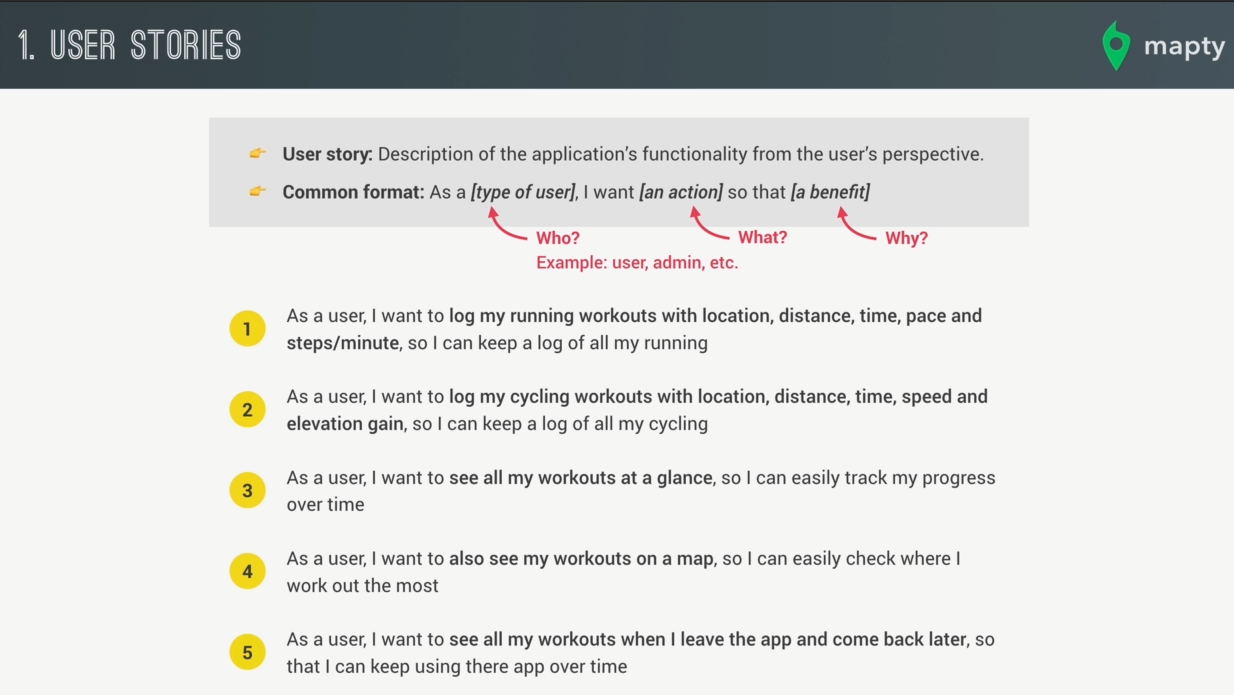 1. USER STORIES
mapty
User story: Description of the application's functionality from the user's perspective.
Common format: As a [type of user], I want [an action] so that [a benefit]
Who?
What?
Why?
Example: user, admin, etc.
1
As a user, I want to log my running workouts with location, distance, time, pace and
steps/minute, so I can keep a log of all my running
2
As a user, I want to log my cycling workouts with location, distance, time, speed and
elevation gain, so I can keep a log of all my cycling
3
As a user, I want to see all my workouts at a glance, so I can easily track my progress
over time
4
As a user, I want to also see my workouts on a map, so I can easily check where I
work out the most
5
As a user, I want to see all my workouts when I leave the app and come back later, so
that I can keep using there app over time